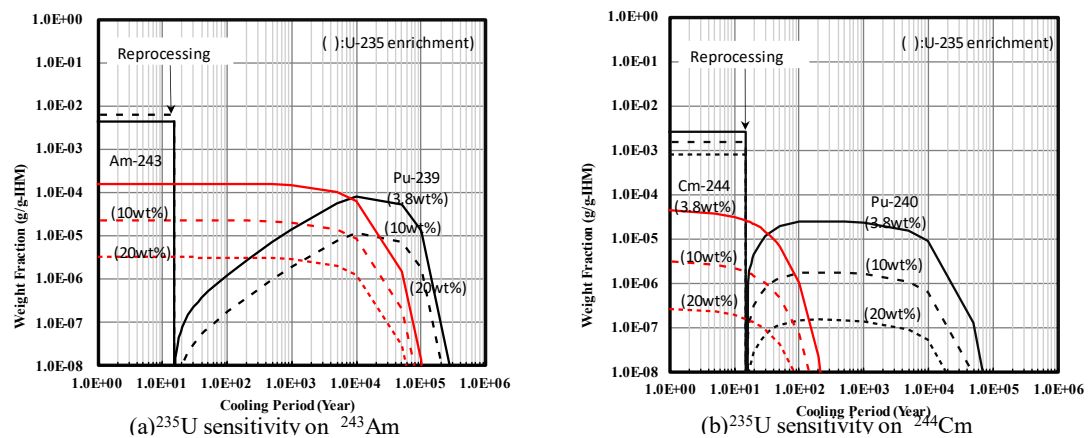 1.0E+00
1.0E-01
1.0E-02
1.0E-03
1.0E-04
1.0E-05
1.0E-06
1.0E-07
1.0E-08
Weight Fraction (g/g-IHM)
( ):U-235 enrichment)
Reprocessing
Am-243
Pu-239
(3.8wt%)
(10wt%)
(10wt%)
(20wt%)
(20wt%)
1.0E+00 1.0E+01 1.0E+02 1.0E+03 1.0E+04 1.0E+05 1.0E+06
Cooling Period (Year)
(a)²³⁵U sensitivity on ²⁴³Am
1.0E+00
1.0E-01
1.0E-02
1.0E-03
1.0E-04
1.0E-05
1.0E-06
1.0E-07
1.0E-08
Weight Fraction (g/g-IHM)
( ):U-235 enrichment)
Reprocessing
Cm-244
(3.8wt%)
Pu-240
(3.8wt%)
(10wt%)
(10wt%)
(20wt%)
(20wt%)
1.0E+00 1.0E+01 1.0E+02 1.0E+03 1.0E+04 1.0E+05 1.0E+06
Cooling Period (Year)
(b)²³⁵U sensitivity on ²⁴⁴Cm